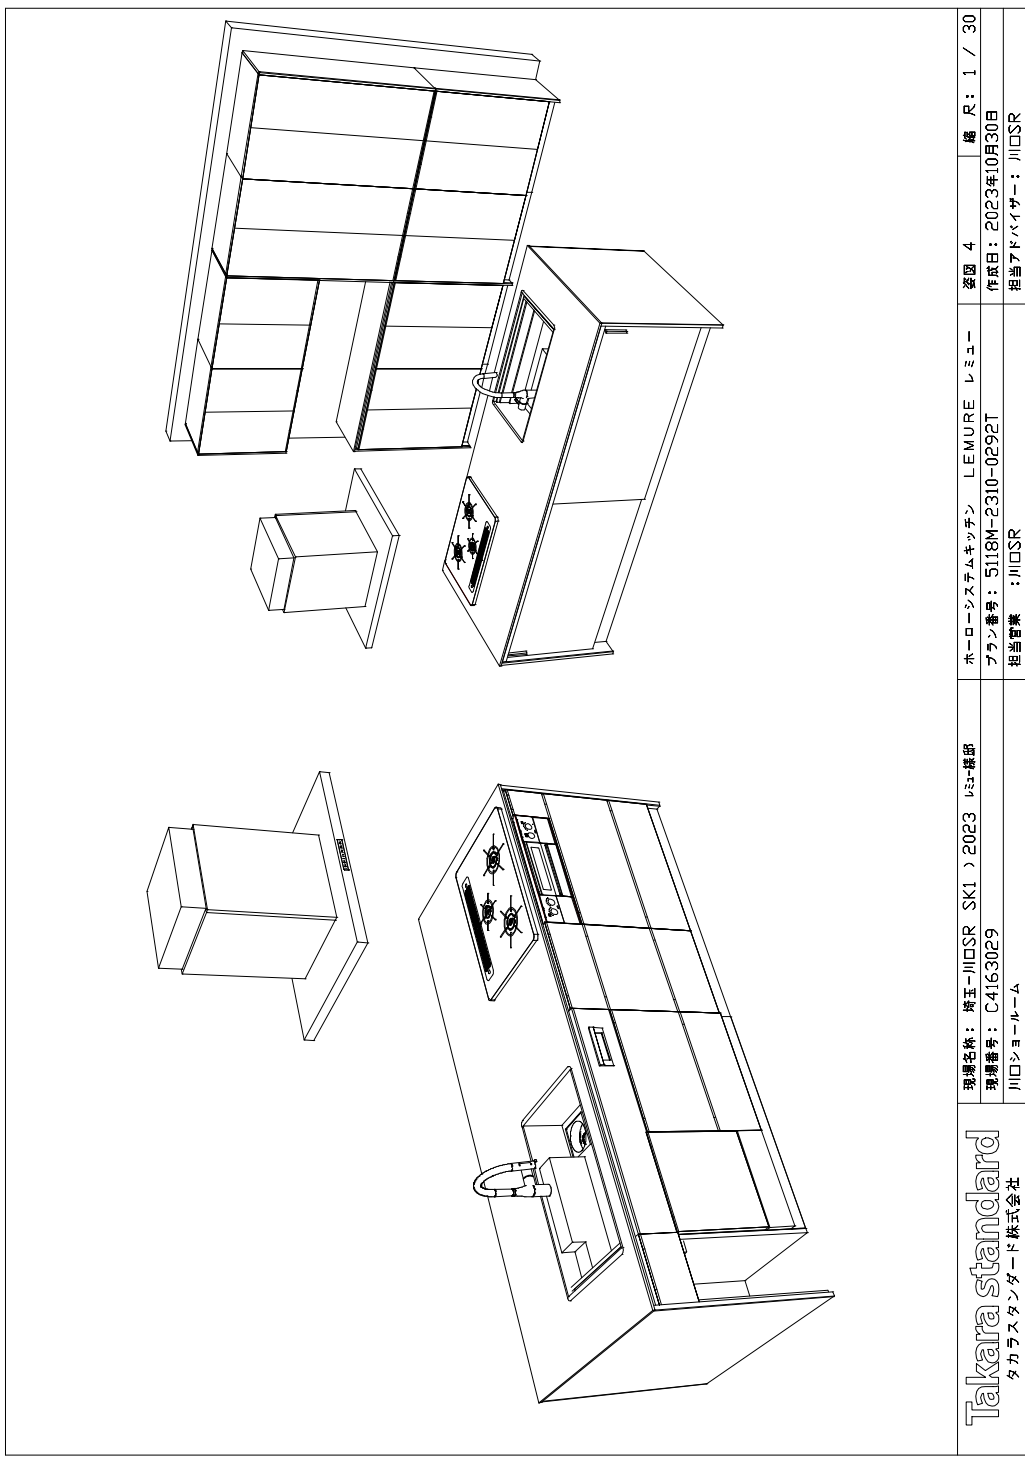 Takara standard
タカラスタンダード株式会社
現場名称： 埼玉ー川口SR SK1 ) 2023 ﾚﾐｭｰ様邸
現場番号： C4163029
川口ショールーム
ホーローシステムキッチン LEMURE レミュー
プラン番号： 5118M-2310-0292T
担当営業 ：川口SR
姿図 4
縮 尺： 1 / 30
作成日： 2023年10月30日
担当アドバイザー： 川口SR